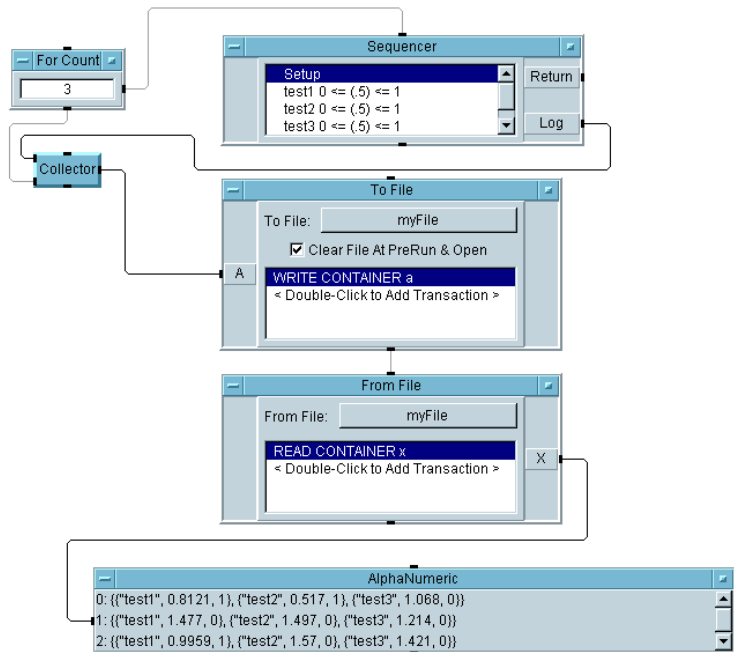 Sequencer
For Count
3
Setup
test1 0 <= (.5) <= 1
test2 0 <= (.5) <= 1
test3 0 <= (.5) <= 1
Return
Log
Collector
To File
To File: myFile
Clear File At PreRun & Open
A
WRITE CONTAINER a
< Double-Click to Add Transaction >
From File
From File: myFile
READ CONTAINER x
< Double-Click to Add Transaction >
X
AlphaNumeric
0: {{"test1", 0.8121, 1}, {"test2", 0.517, 1}, {"test3", 1.068, 0}}
1: {{"test1", 1.477, 0}, {"test2", 1.497, 0}, {"test3", 1.214, 0}}
2: {{"test1", 0.9959, 1}, {"test2", 1.57, 0}, {"test3", 1.421, 0}}